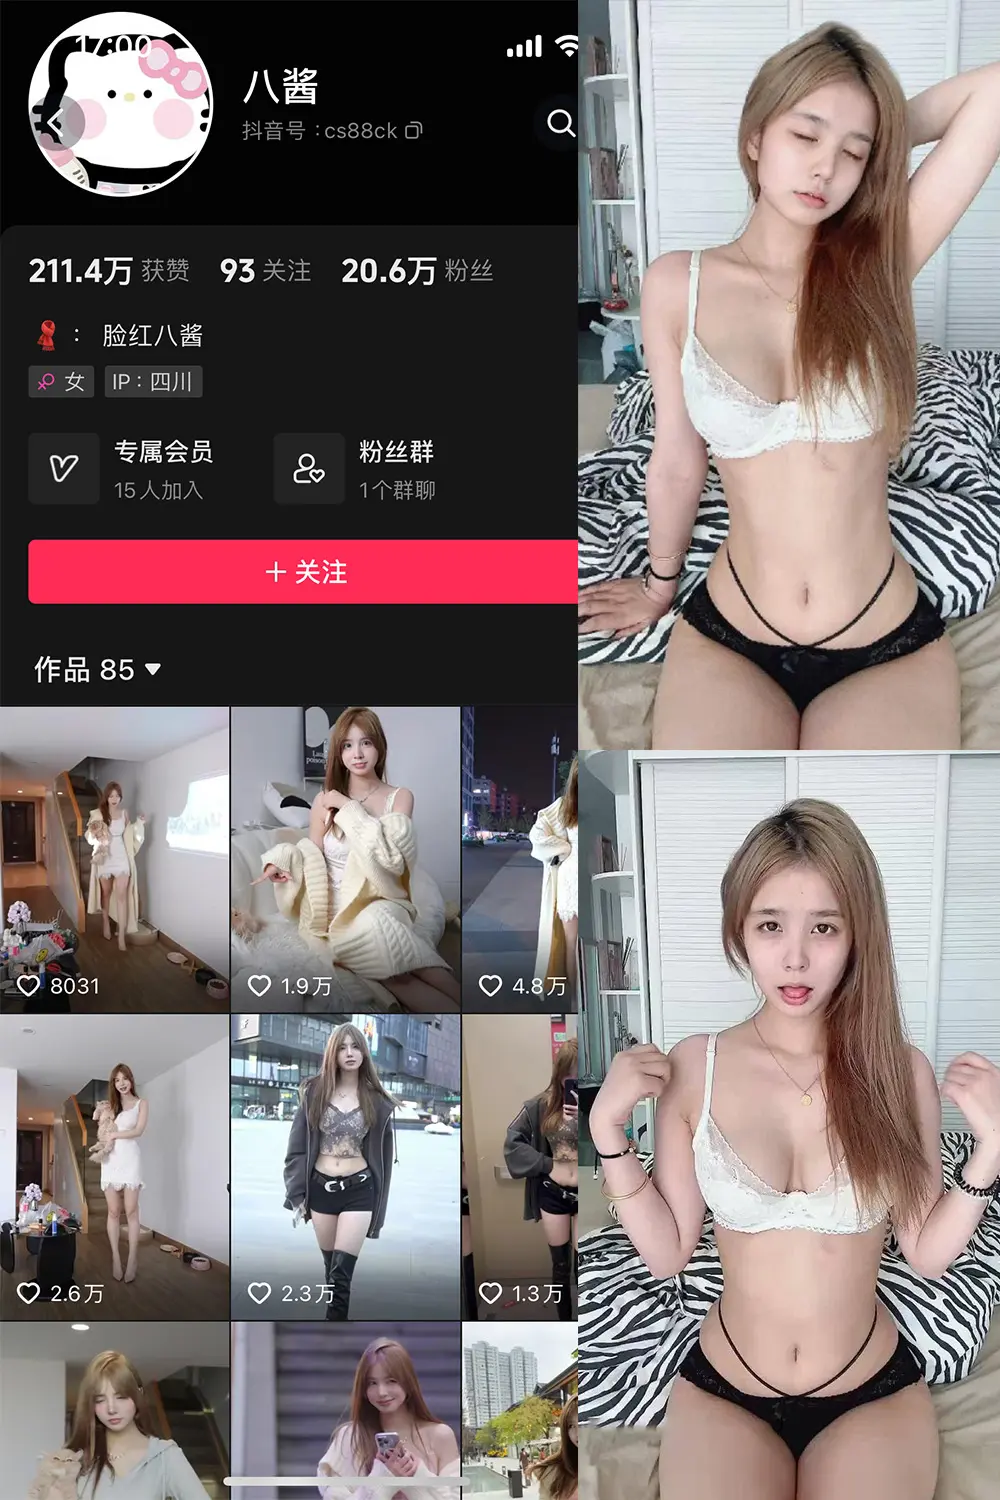 17:00
八酱
抖音号：cs88ck
211.4万 获赞 93 关注 20.6万 粉丝
： 脸红八酱
女 IP：四川
专属会员
15人加入
粉丝群
1个群聊
+ 关注
作品 85
8031
1.9万
4.8万
2.6万
2.3万
1.3万